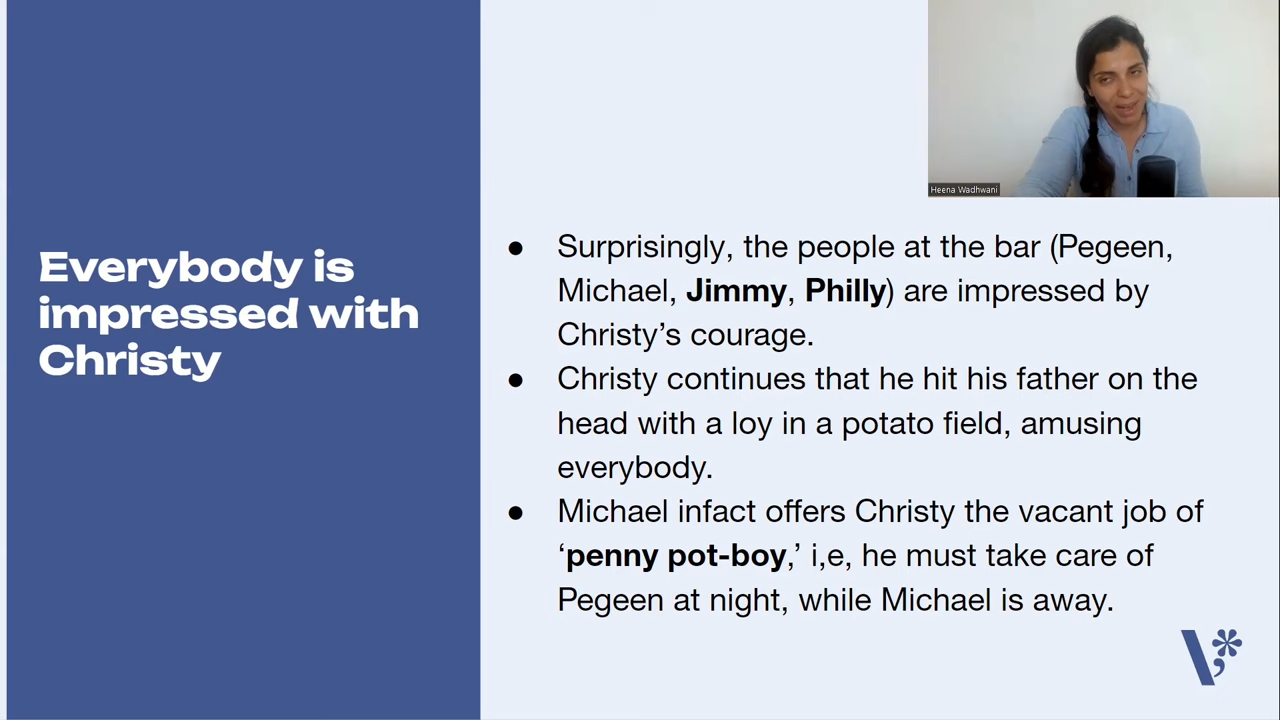 Heena Wadhwani
Everybody is
impressed with
Christy
● Surprisingly, the people at the bar (Pegeen,
Michael, Jimmy, Philly) are impressed by
Christy’s courage.
● Christy continues that he hit his father on the
head with a loy in a potato field, amusing
everybody.
● Michael infact offers Christy the vacant job of
‘penny pot-boy,’ i,e, he must take care of
Pegeen at night, while Michael is away.